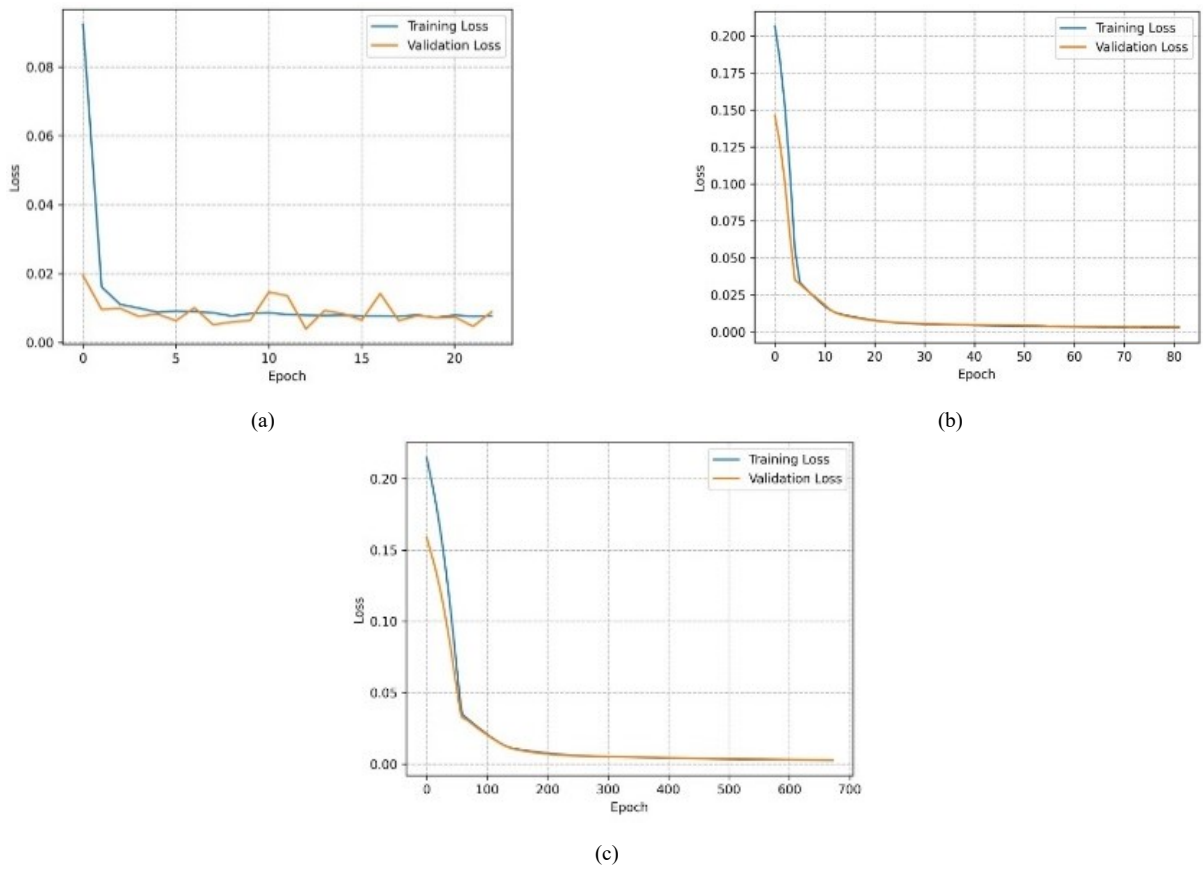 Training Loss
Validation Loss
0.08
0.06
0.04
0.02
0.00
Loss
0 5 10 15 20
Epoch
(a)
Training Loss
Validation Loss
0.200
0.175
0.150
0.125
0.100
0.075
0.050
0.025
0.000
Loss
0 10 20 30 40 50 60 70 80
Epoch
(b)
Training Loss
Validation Loss
0.20
0.15
0.10
0.05
0.00
Loss
0 100 200 300 400 500 600 700
Epoch
(c)